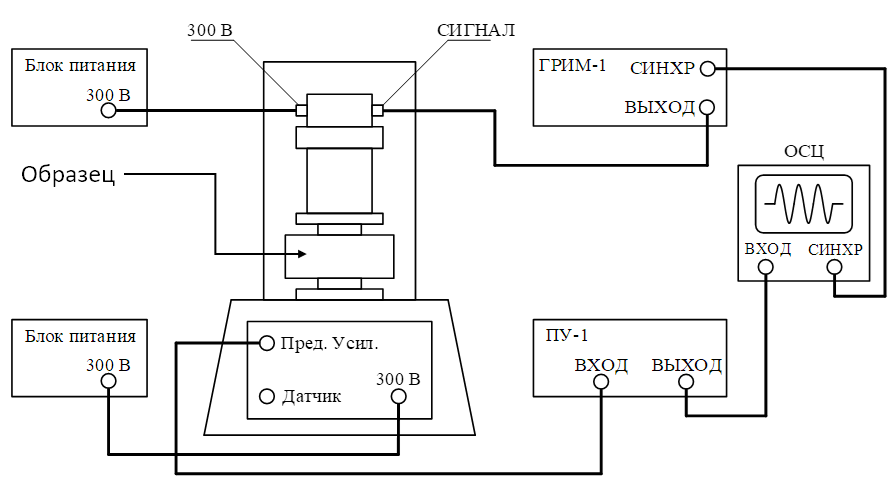 300 В
СИГНАЛ
Блок питания
300 В
ГРИМ-1
СИНХР
ВЫХОД
ОСЦ
Образец
ВХОД
СИНХР
Блок питания
300 В
Пред. Усил.
300 В
Датчик
ПУ-1
ВХОД
ВЫХОД